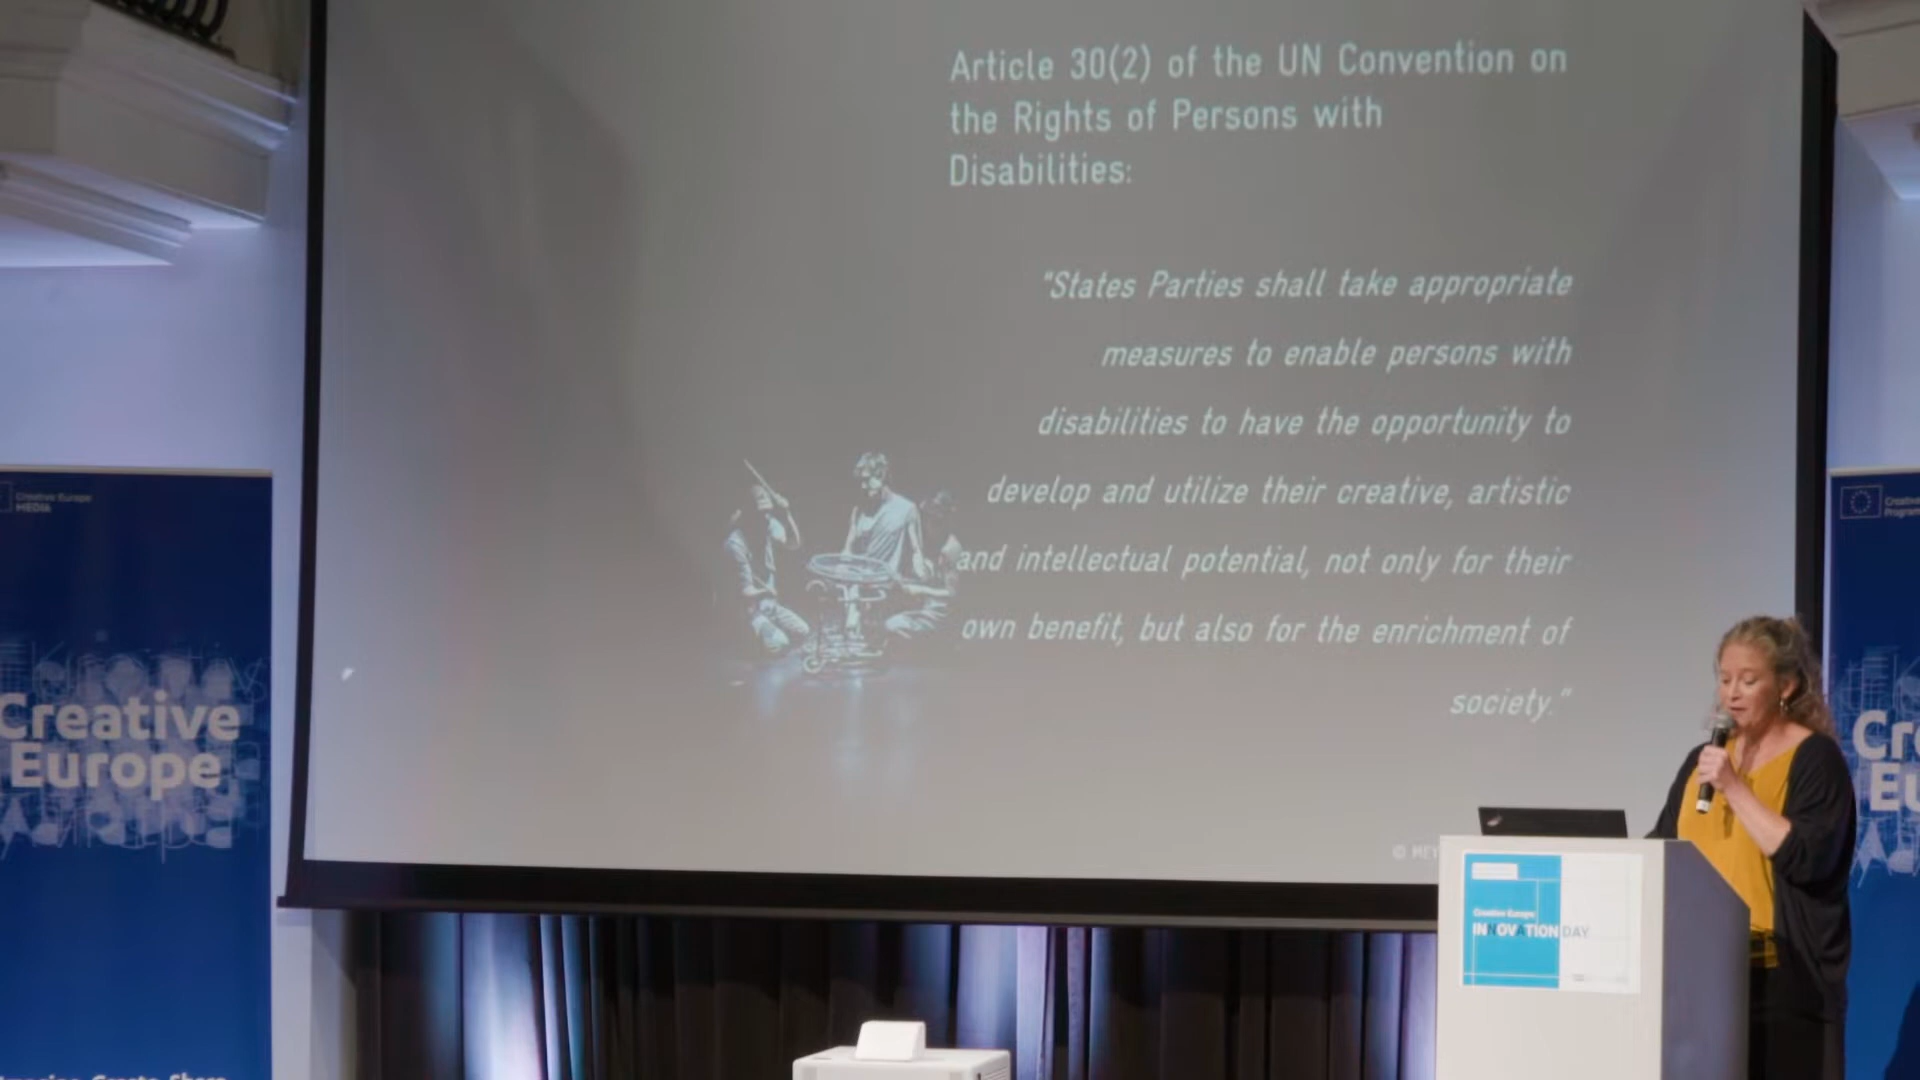 Article 30(2) of the UN Convention on
the Rights of Persons with
Disabilities:
"States Parties shall take appropriate
measures to enable persons with
disabilities to have the opportunity to
develop and utilize their creative, artistic
and intellectual potential, not only for their
own benefit, but also for the enrichment of
society."
Creative Europe
MEDIA
Creative
Europe
Creative Europe
INNOVATION DAY